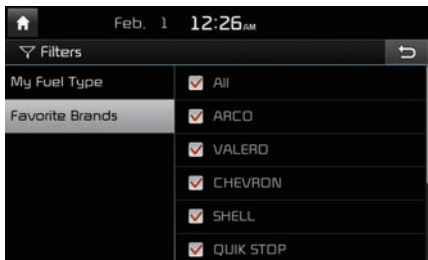 Feb. 1 12:26AM
Filters
My Fuel Type
Favorite Brands
All
ARCO
VALERO
CHEVRON
SHELL
QUIK STOP